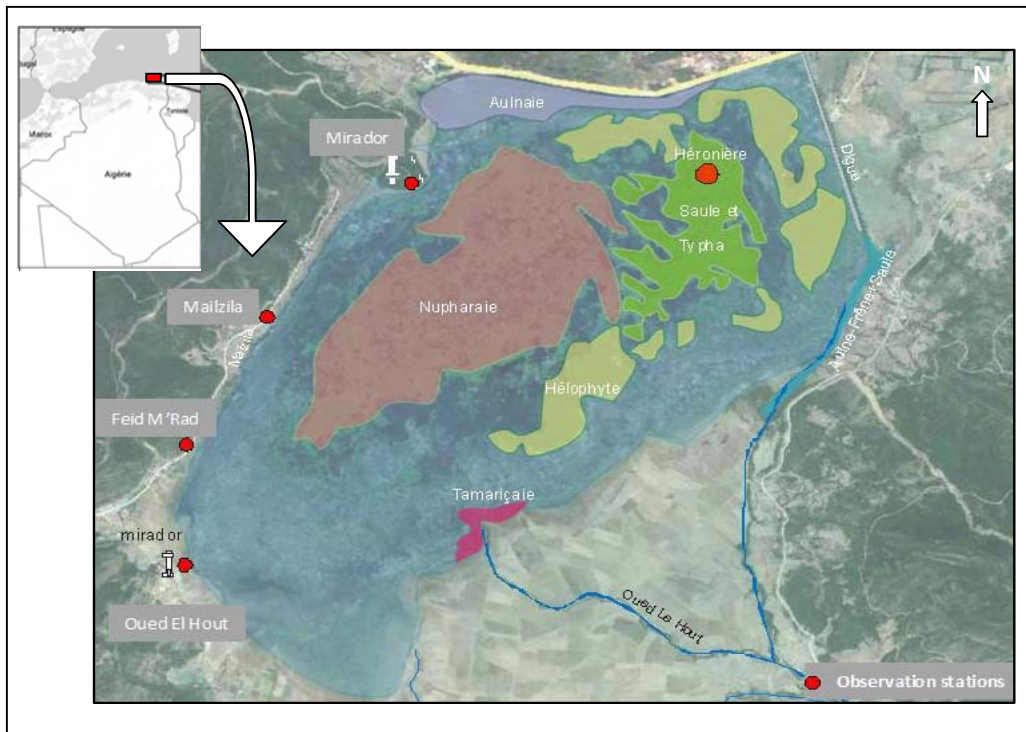 Espagne
Tunisie
Maroc
Algérie
N
Aulnaie
Mirador
Héronière
Digue
Saule et
Typha
Mailzila
Nupharaie
Maizila
Aulne-Frêne-Saule
Hélophyte
Feid M'Rad
Tamariçaie
mirador
Oued Le Hout
Oued El Hout
Observation stations